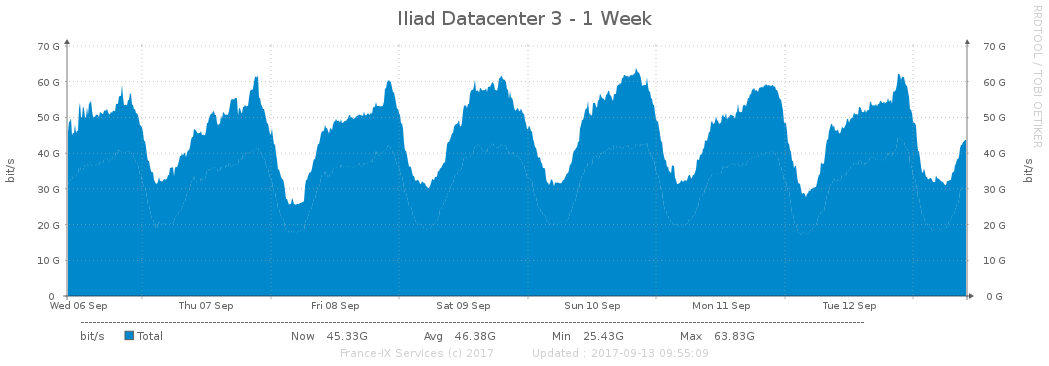 Iliad Datacenter 3 - 1 Week
RRDTOOL / TOBI OETIKER
70 G 70 G
60 G 60 G
50 G 50 G
40 G 40 G
30 G 30 G
20 G 20 G
10 G 10 G
0 0 G
bit/s
bit/s
Wed 06 Sep Thu 07 Sep Fri 08 Sep Sat 09 Sep Sun 10 Sep Mon 11 Sep Tue 12 Sep
bit/s Total Now 45.33G Avg 46.38G Min 25.43G Max 63.83G
France-IX Services (c) 2017 Updated : 2017-09-13 09:55:09